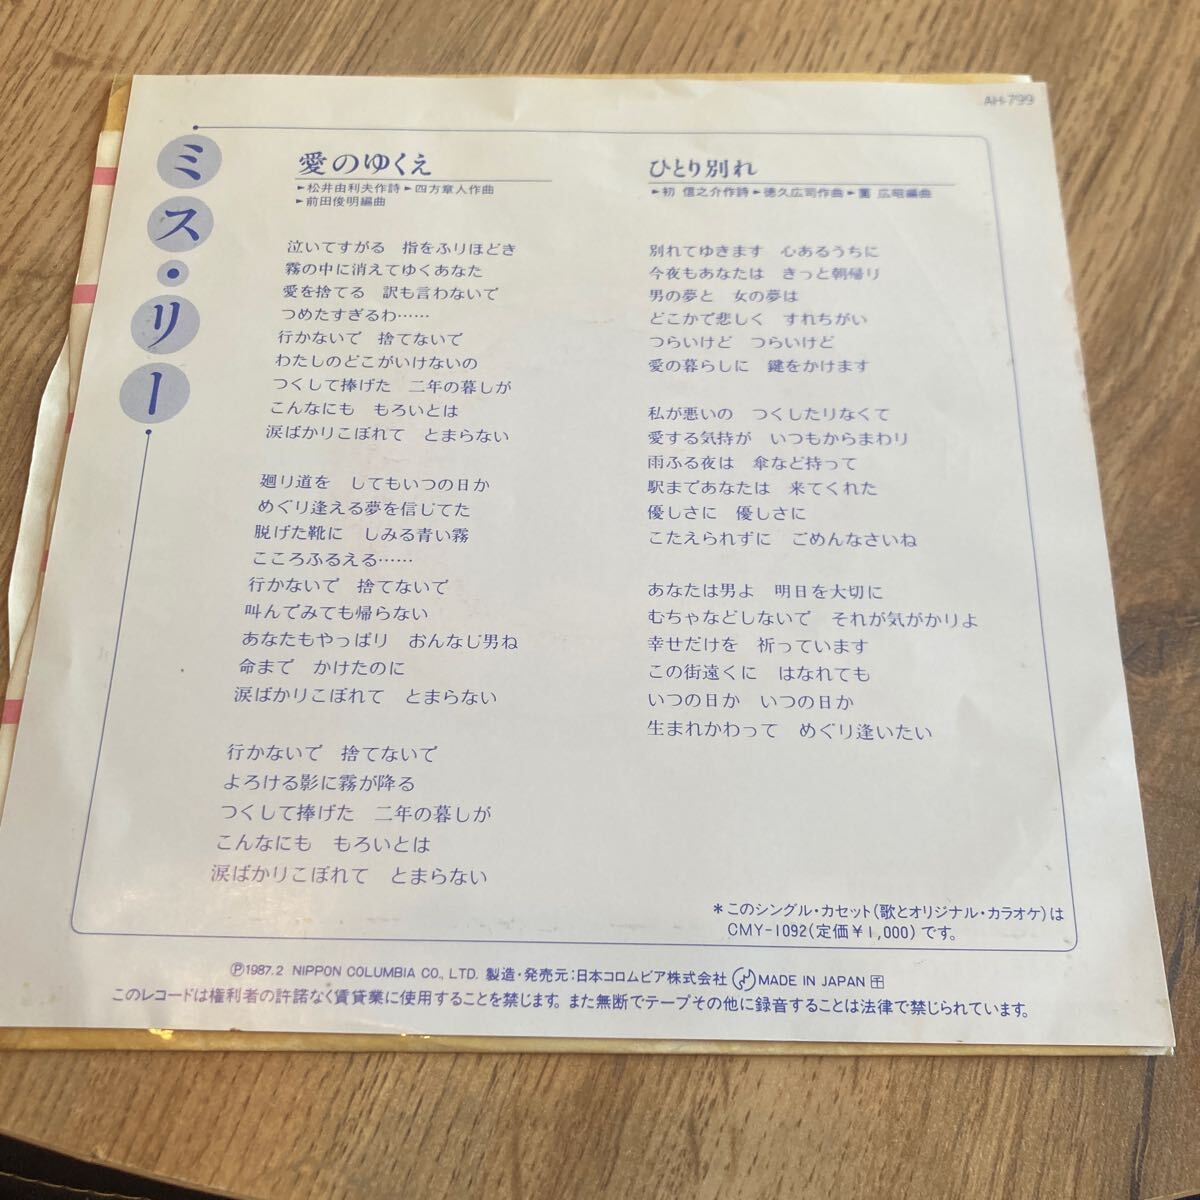 AH-799
ミス・リー
愛のゆくえ
►松井由利夫作詩►四方章人作曲
►前田俊明編曲
泣いてすがる　指をふりほどき
霧の中に消えてゆくあなた
愛を捨てる　訳も言わないで
つめたすぎるわ……
行かないで　捨てないで
わたしのどこがいけないの
つくして捧げた　二年の暮しが
こんなにも　もろいとは
涙ばかりこぼれて　とまらない
廻り道を　してもいつの日か
めぐり逢える夢を信じてた
脱げた靴に　しみる青い霧
こころふるえる……
行かないで　捨てないで
叫んでみても帰らない
あなたもやっぱり　おんなじ男ね
命まで　かけたのに
涙ばかりこぼれて　とまらない
行かないで　捨てないで
よろける影に霧が降る
つくして捧げた　二年の暮しが
こんなにも　もろいとは
涙ばかりこぼれて　とまらない
ひとり別れ
►初　信之介作詩►徳久広司作曲►薗　広昭編曲
別れてゆきます　心あるうちに
今夜もあなたは　きっと朝帰り
男の夢と　女の夢は
どこかで悲しく　すれちがい
つらいけど　つらいけど
愛の暮らしに　鍵をかけます
私が悪いの　つくしたりなくて
愛する気持が　いつもからまわり
雨ふる夜は　傘など持って
駅まであなたは　来てくれた
優しさに　優しさに
こたえられずに　ごめんなさいね
あなたは男よ　明日を大切に
むちゃなどしないで　それが気がかりよ
幸せだけを　祈っています
この街遠くに　はなれても
いつの日か　いつの日か
生まれかわって　めぐり逢いたい
＊このシングル・カセット(歌とオリジナル・カラオケ)は
CMY-1092(定価￥1,000)です。
Ⓟ1987.2 NIPPON COLUMBIA CO., LTD. 製造・発売元:日本コロムビア株式会社 MADE IN JAPAN
このレコードは権利者の許諾なく賃貸業に使用することを禁じます。また無断でテープその他に録音することは法律で禁じられています。